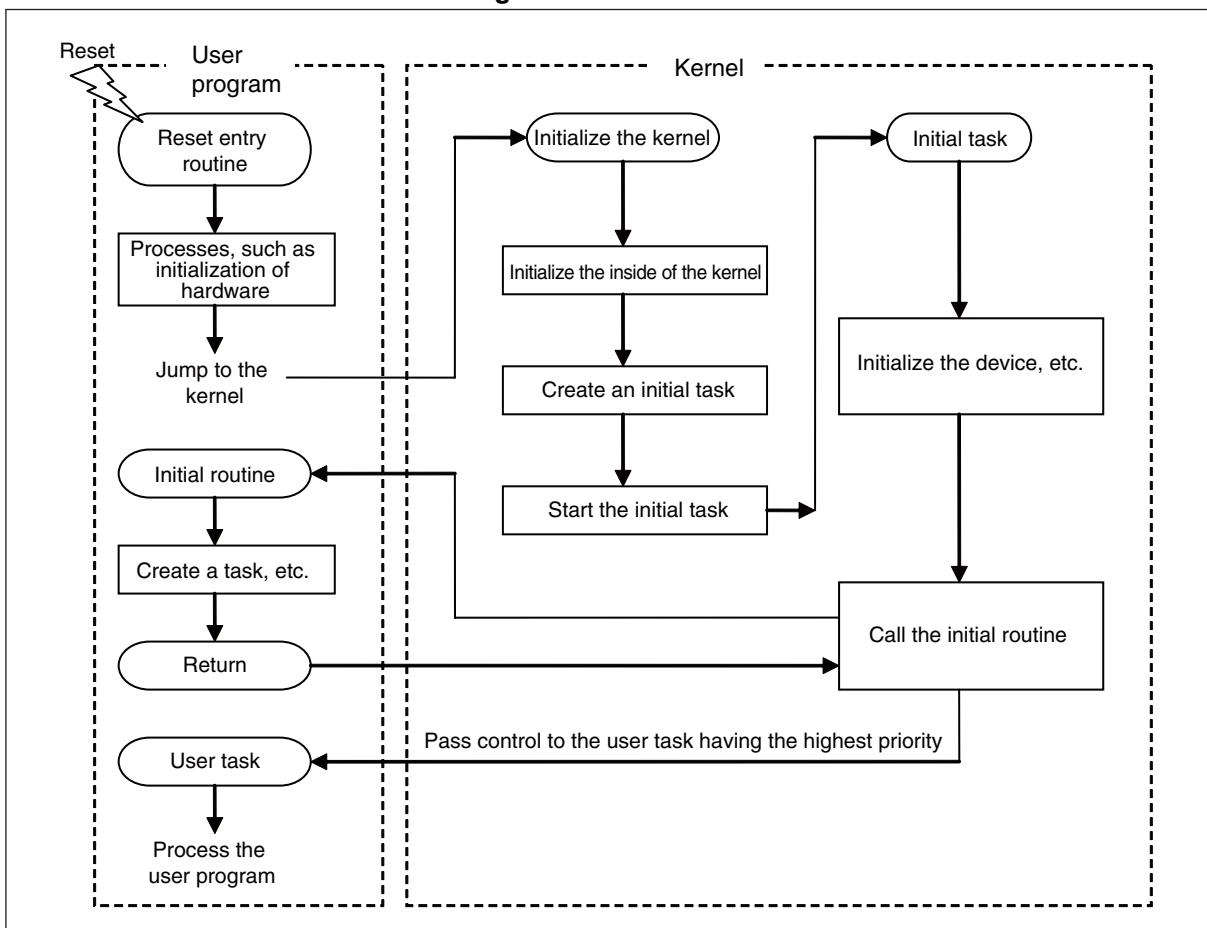 Reset
User
program
Kernel
Reset entry
routine
Initialize the kernel
Initial task
Processes, such as
initialization of
hardware
Initialize the inside of the kernel
Jump to the
kernel
Create an initial task
Initialize the device, etc.
Initial routine
Start the initial task
Create a task, etc.
Call the initial routine
Return
Pass control to the user task having the highest priority
User task
Process the
user program